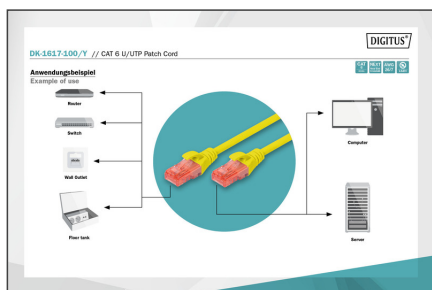 DIGITUS®
DK-1617-100/Y // CAT 6 U/UTP Patch Cord
Anwendungsbeispiel
Example of use
Router
Switch
Wall Outlet
Floor tank
Computer
Server
CAT